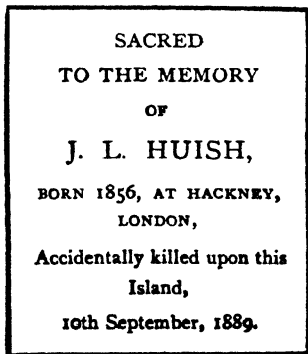 SACRED
TO THE MEMORY
OF
J. L. HUISH,
BORN 1856, AT HACKNEY,
LONDON,
Accidentally killed upon this
Island,
10th September, 1889.